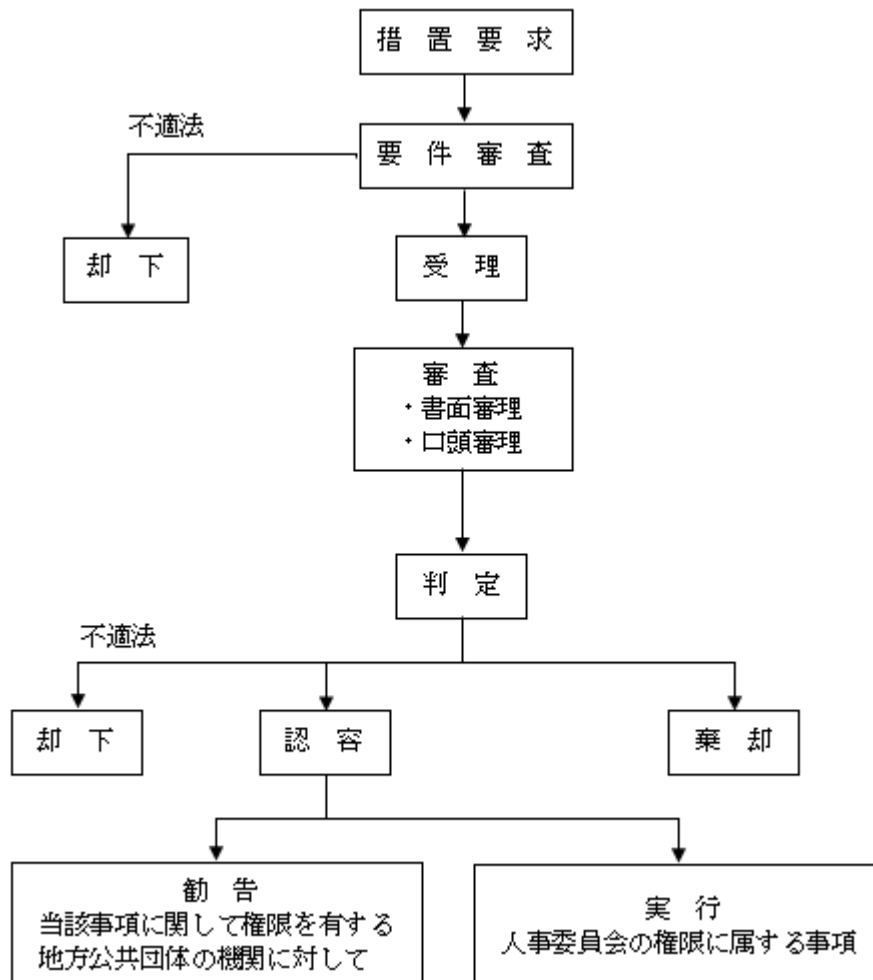 措 置 要 求
不適法
要 件 審 査
却 下
受 理
審 査
・書面審理
・口頭審理
判 定
不適法
却 下
認 容
棄 却
勧 告
当該事項に関して権限を有する
地方公共団体の機関に対して
実 行
人事委員会の権限に属する事項